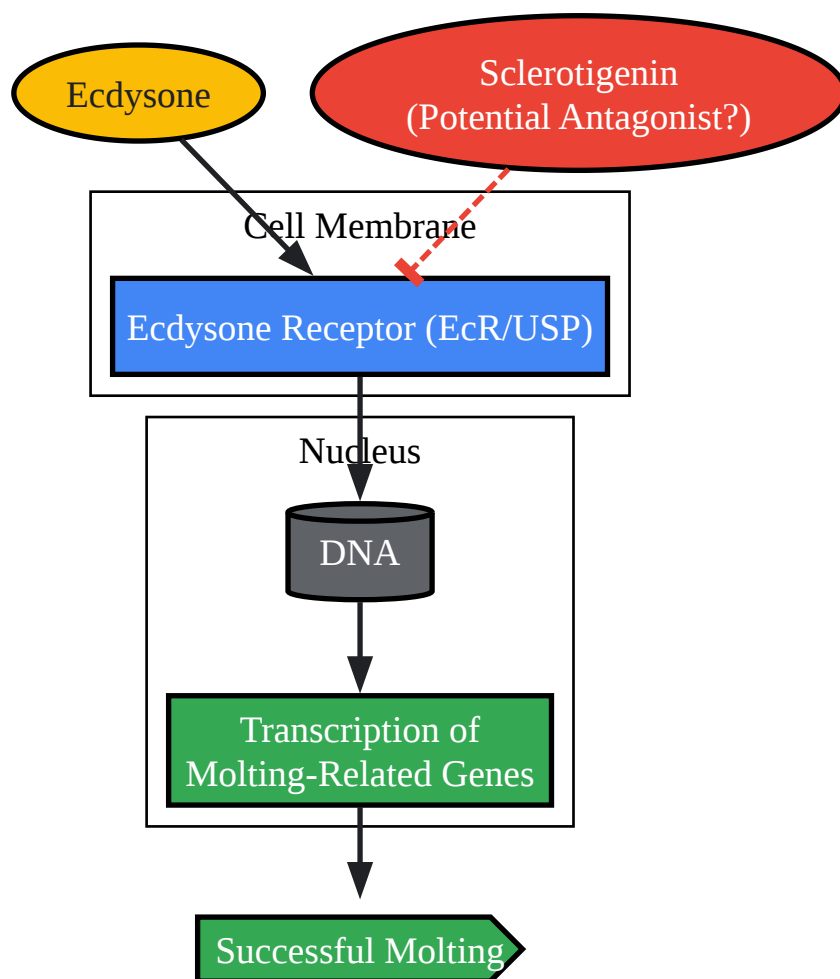 Ecdysone
Sclerotigenin
(Potential Antagonist?)
Cell Membrane
Ecdysone Receptor (EcR/USP)
Nucleus
DNA
Transcription of
Molting-Related Genes
Successful Molting